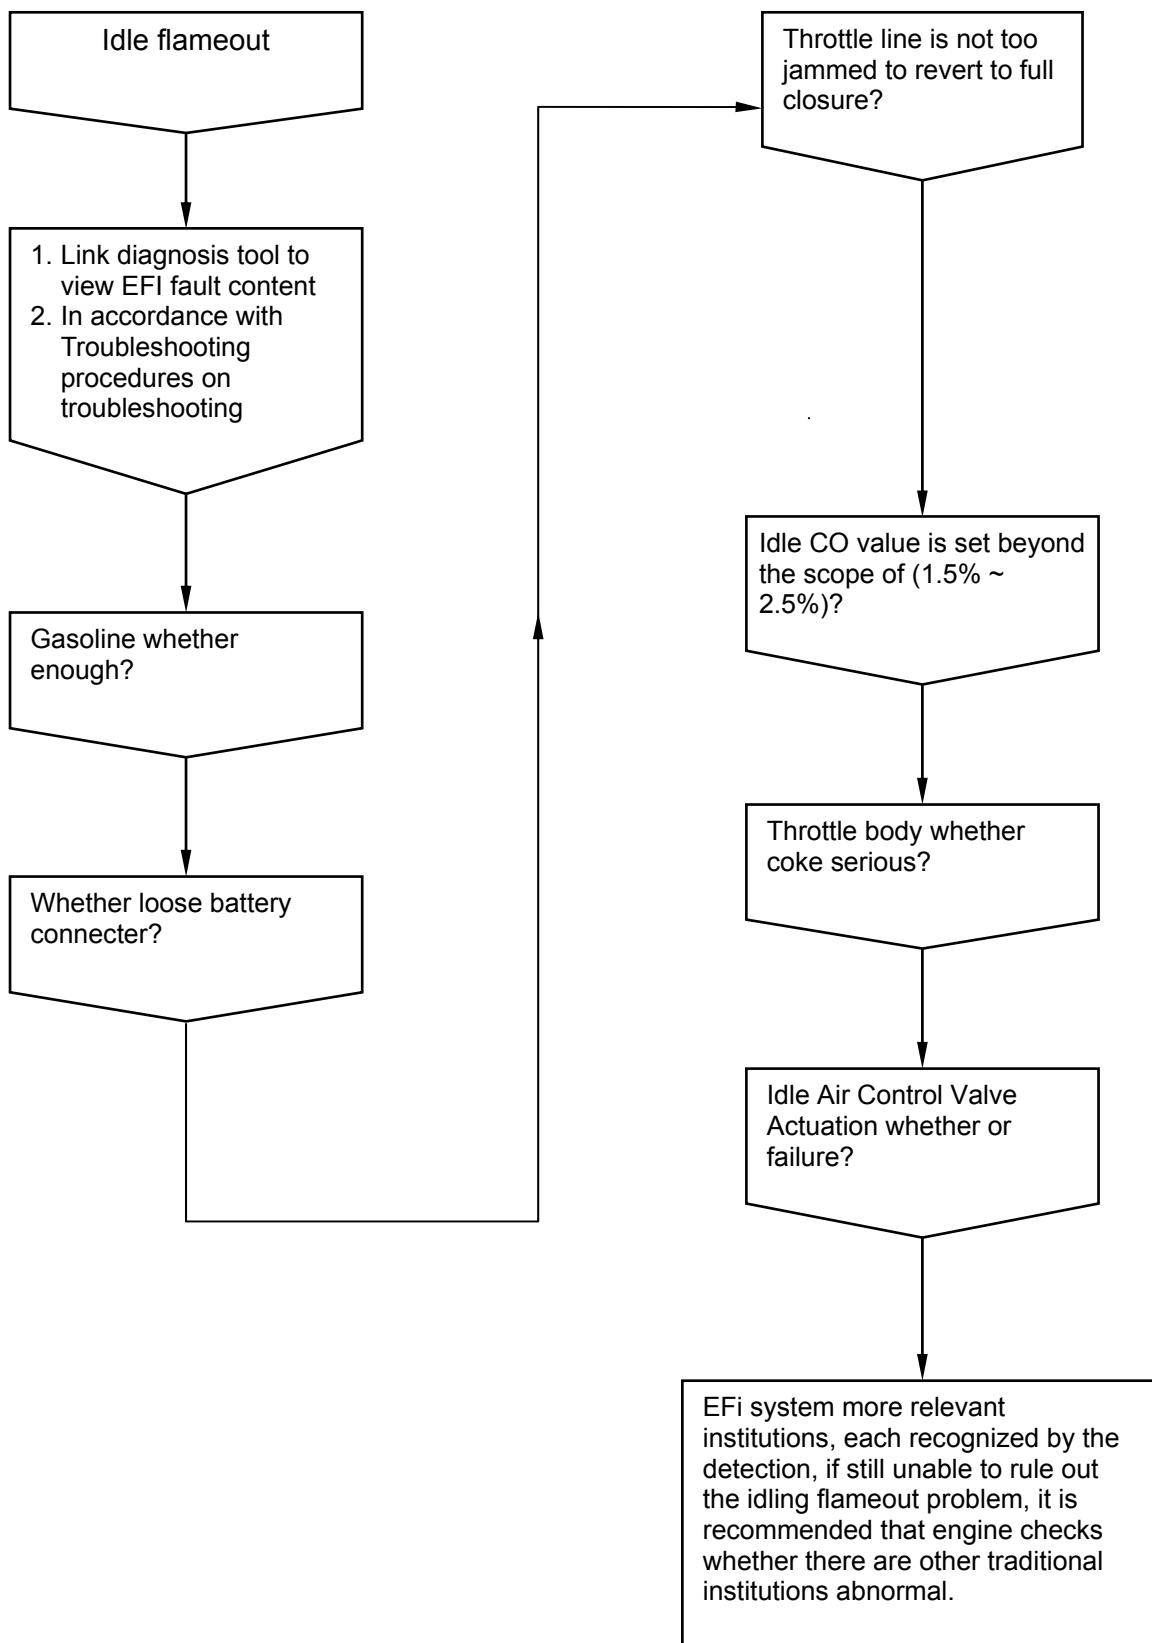 Idle flameout
1. Link diagnosis tool to
view EFI fault content
2. In accordance with
Troubleshooting
procedures on
troubleshooting
Gasoline whether
enough?
Whether loose battery
connecter?
Throttle line is not too
jammed to revert to full
closure?
Idle CO value is set beyond
the scope of (1.5% ~
2.5%)?
Throttle body whether
coke serious?
Idle Air Control Valve
Actuation whether or
failure?
EFi system more relevant
institutions, each recognized by the
detection, if still unable to rule out
the idling flameout problem, it is
recommended that engine checks
whether there are other traditional
institutions abnormal.